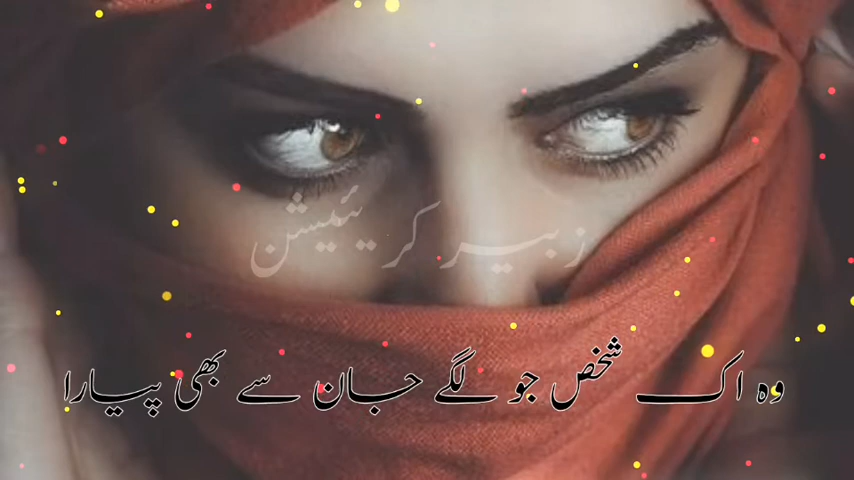 زبیر کریئیشن
وہ اک شخص جو لگے جان سے بھی پیارا